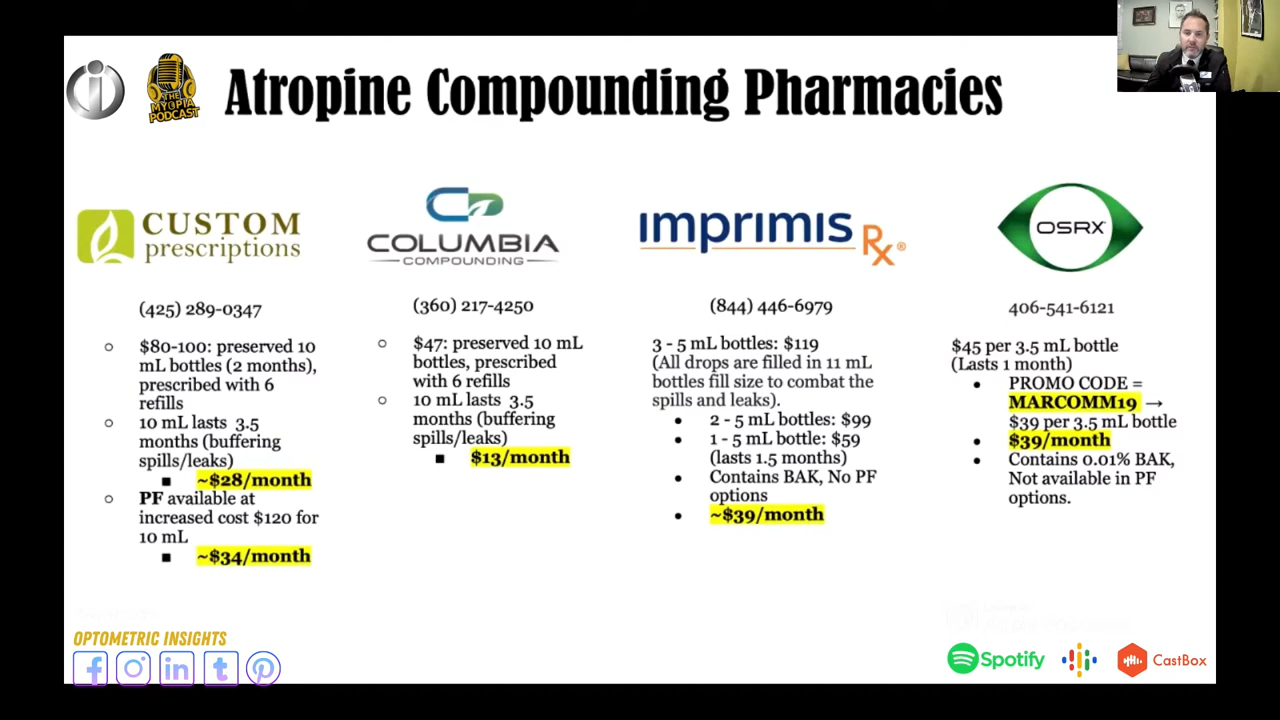 THE
MYOPIA
PODCAST
Atropine Compounding Pharmacies
CUSTOM
prescriptions
(425) 289-0347
$80-100: preserved 10
mL bottles (2 months),
prescribed with 6
refills
10 mL lasts 3.5
months (buffering
spills/leaks)
~$28/month
PF available at
increased cost $120 for
10 mL
~$34/month
COLUMBIA
COMPOUNDING
(360) 217-4250
$47: preserved 10 mL
bottles, prescribed
with 6 refills
10 mL lasts 3.5
months (buffering
spills/leaks)
$13/month
imprimis
Rx®
(844) 446-6979
3 - 5 mL bottles: $119
(All drops are filled in 11 mL
bottles fill size to combat the
spills and leaks).
2 - 5 mL bottles: $99
1 - 5 mL bottle: $59
(lasts 1.5 months)
Contains BAK, No PF
options
~$39/month
OSRX
406-541-6121
$45 per 3.5 mL bottle
(Lasts 1 month)
PROMO CODE =
MARCOMM19 →
$39 per 3.5 mL bottle
$39/month
Contains 0.01% BAK,
Not available in PF
options.
OPTOMETRIC INSIGHTS
Spotify
CastBox